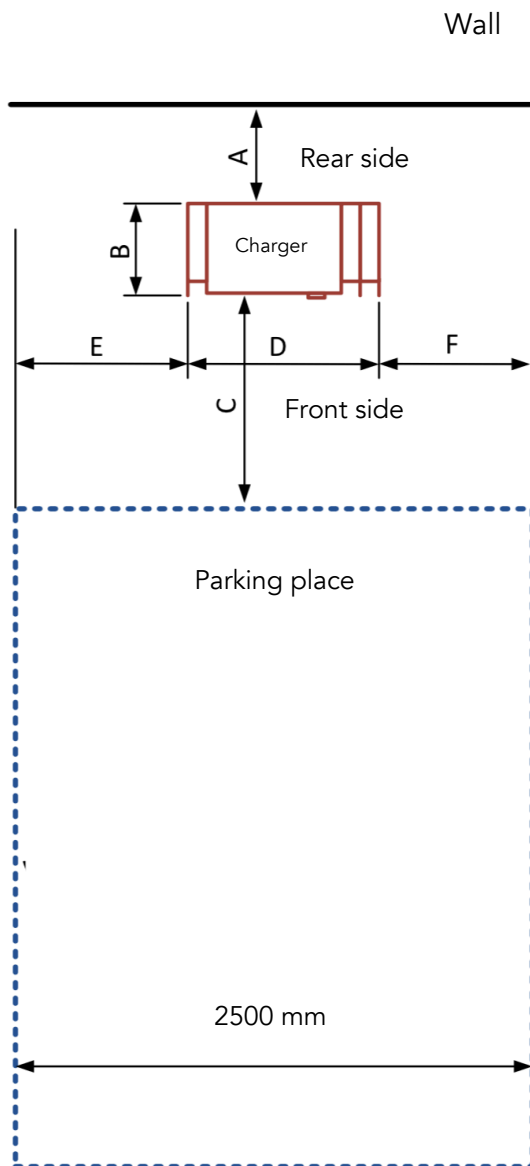 Wall
A
Rear side
B
Charger
E
D
F
C
Front side
Parking place
2500 mm